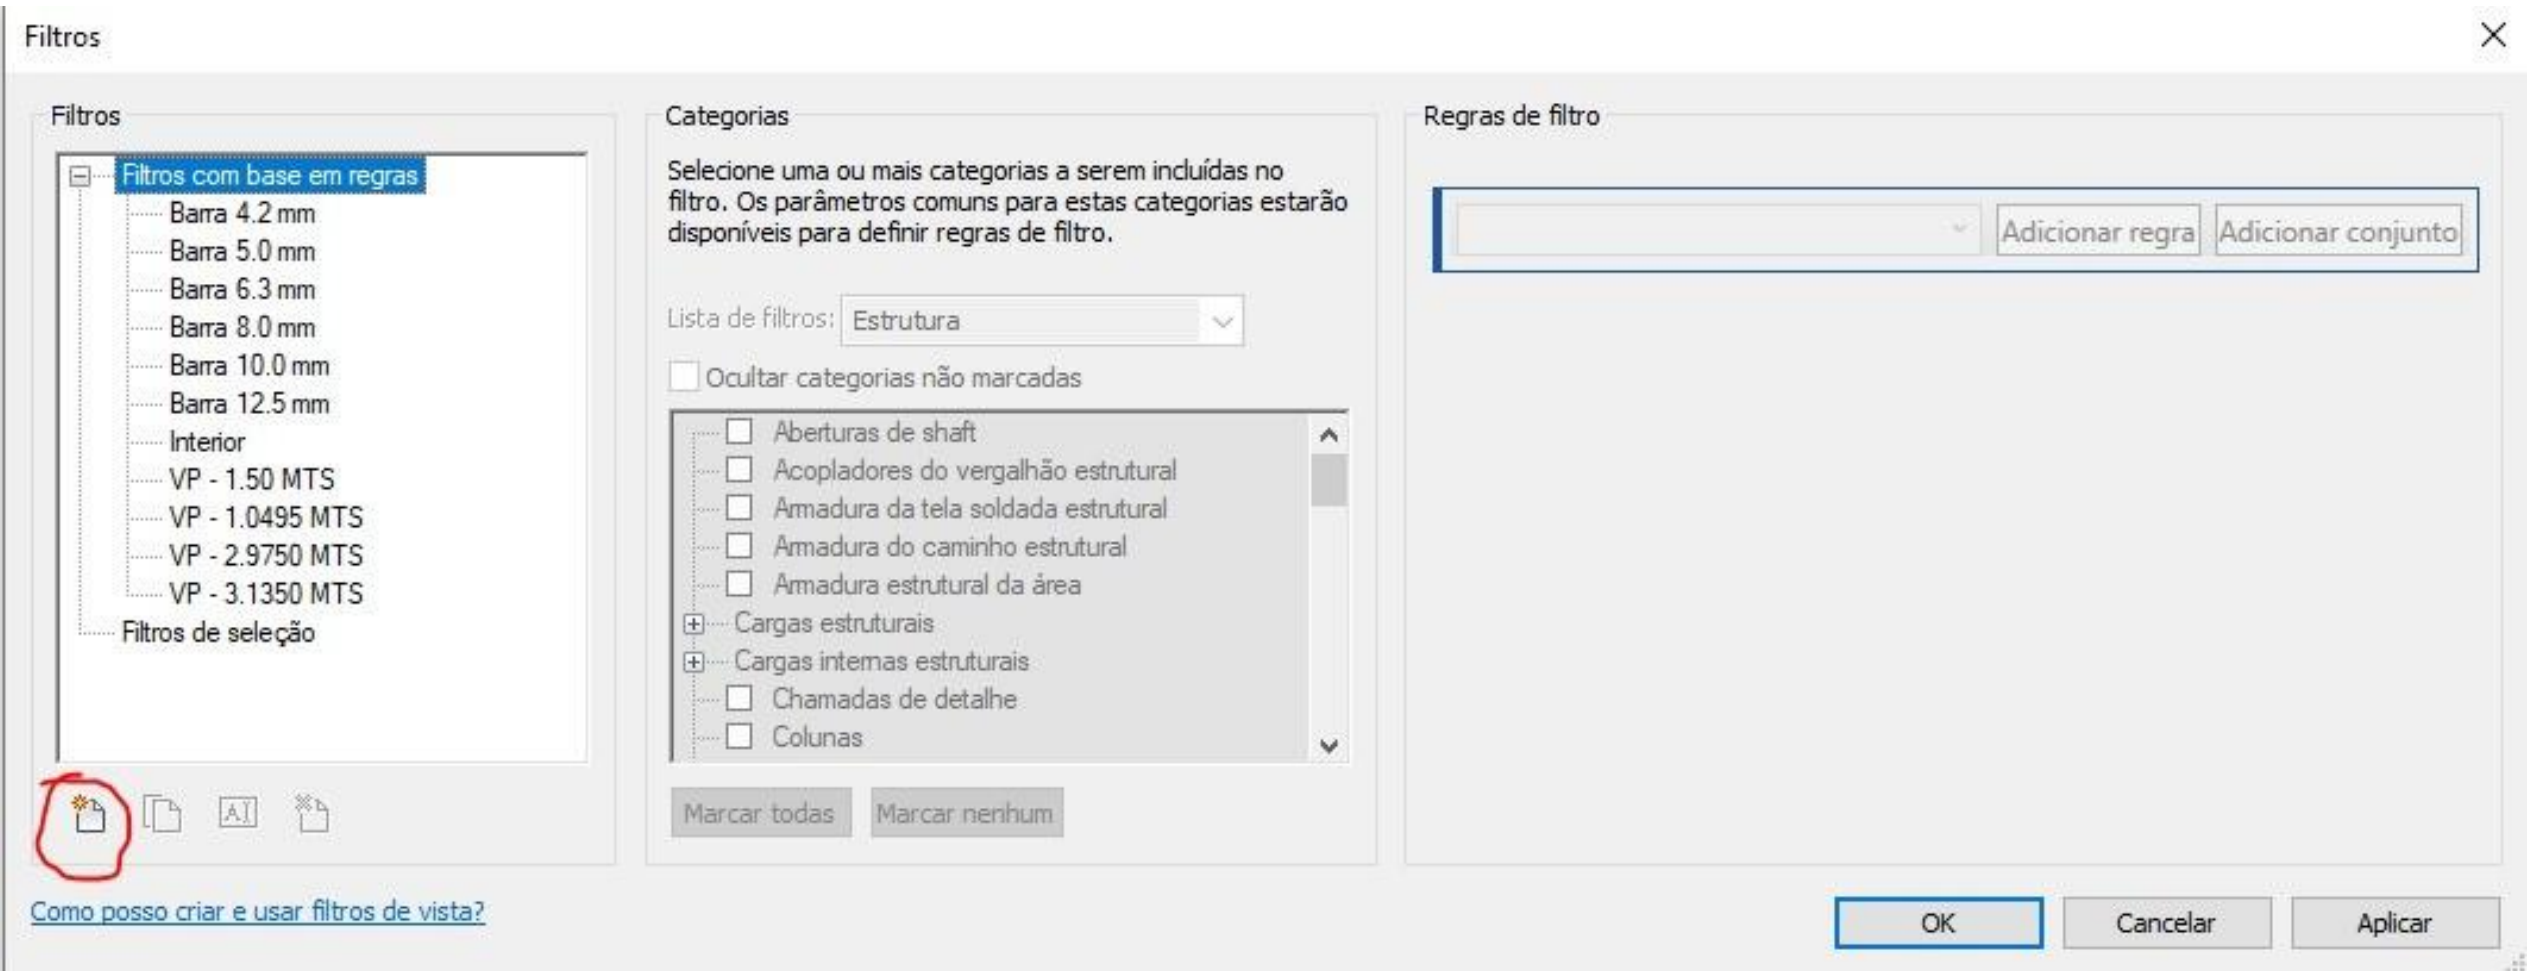 Filtros
Filtros
Filtros com base em regras
Barra 4.2 mm
Barra 5.0 mm
Barra 6.3 mm
Barra 8.0 mm
Barra 10.0 mm
Barra 12.5 mm
Interior
VP - 1.50 MTS
VP - 1.0495 MTS
VP - 2.9750 MTS
VP - 3.1350 MTS
Filtros de seleção
AI
Como posso criar e usar filtros de vista?
Categorias
Selecione uma ou mais categorias a serem incluídas no
filtro. Os parâmetros comuns para estas categorias estarão
disponíveis para definir regras de filtro.
Lista de filtros: Estrutura
Ocultar categorias não marcadas
Aberturas de shaft
Acopladores do vergalhão estrutural
Armadura da tela soldada estrutural
Armadura do caminho estrutural
Armadura estrutural da área
Cargas estruturais
Cargas internas estruturais
Chamadas de detalhe
Colunas
Marcar todas Marcar nenhum
Regras de filtro
Adicionar regra Adicionar conjunto
OK Cancelar Aplicar